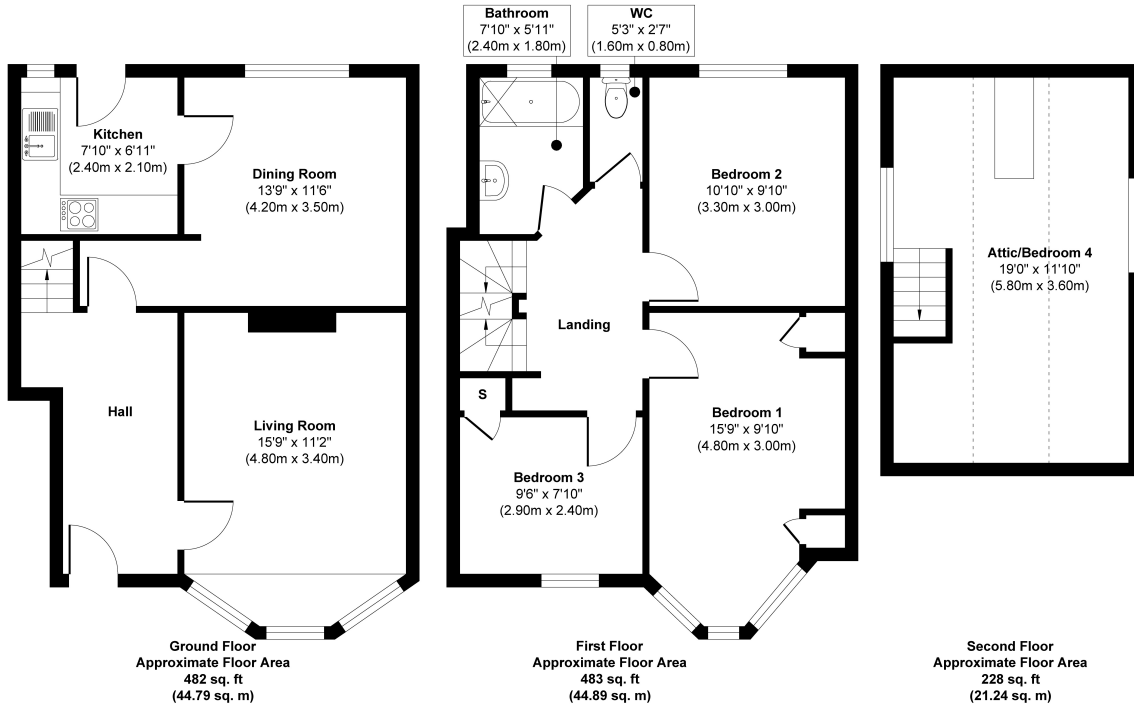 Bathroom
7'10" x 5'11"
(2.40m x 1.80m)
WC
5'3" x 2'7"
(1.60m x 0.80m)
Kitchen
7'10" x 6'11"
(2.40m x 2.10m)
Dining Room
13'9" x 11'6"
(4.20m x 3.50m)
Hall
Living Room
15'9" x 11'2"
(4.80m x 3.40m)
Ground Floor
Approximate Floor Area
482 sq. ft
(44.79 sq. m)
Bedroom 2
10'10" x 9'10"
(3.30m x 3.00m)
Landing
S
Bedroom 1
15'9" x 9'10"
(4.80m x 3.00m)
Bedroom 3
9'6" x 7'10"
(2.90m x 2.40m)
First Floor
Approximate Floor Area
483 sq. ft
(44.89 sq. m)
Attic/Bedroom 4
19'0" x 11'10"
(5.80m x 3.60m)
Second Floor
Approximate Floor Area
228 sq. ft
(21.24 sq. m)